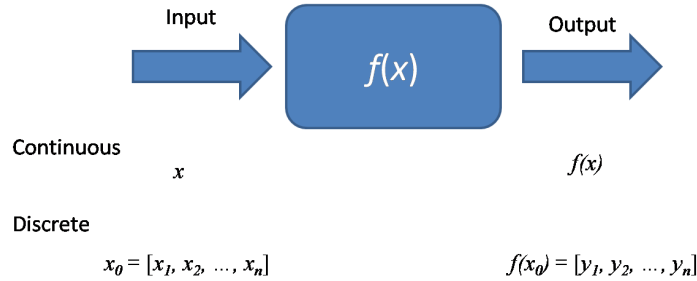 Input
Output
f(x)
Continuous
x
f(x)
Discrete
x₀ = [x₁, x₂, ..., xₙ]
f(x₀) = [y₁, y₂, ..., yₙ]